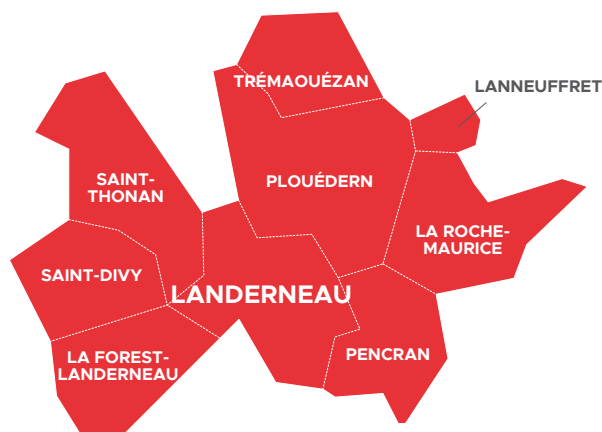 TRÉMAOUÉZAN
LANNEUFFRET
SAINT-
THONAN
PLOUÉDERN
LA ROCHE-
MAURICE
SAINT-DIVY
LANDERNEAU
LA FOREST-
LANDERNEAU
PENCRAN